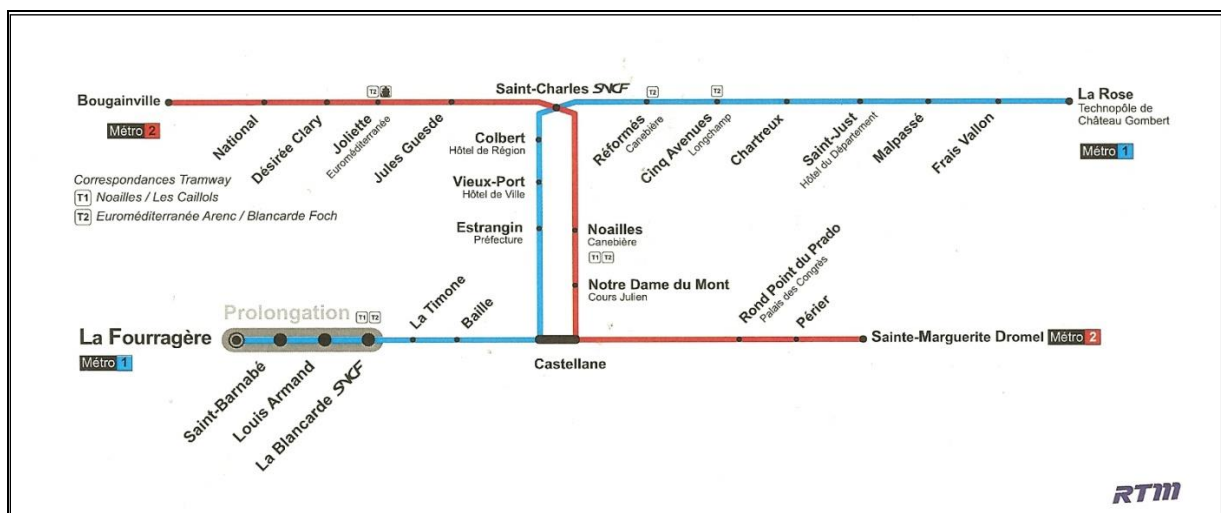 Saint-Charles SNCF
Bougainville
Métro 2
National
Désirée Clary
T2
Joliette
Euroméditerranée
Jules Guesde
T2
Réformés
Canebière
T2
Cinq Avenues
Longchamp
Chartreux
Saint-Just
Hôtel du Département
Malpassé
Frais Vallon
La Rose
Technopôle de
Château Gombert
Métro 1
Colbert
Hôtel de Région
Vieux-Port
Hôtel de Ville
Estrangin
Préfecture
Correspondances Tramway
T1 Noailles / Les Caillols
T2 Euroméditerranée Arenc / Blancarde Foch
Noailles
Canebière
T1 T2
Notre Dame du Mont
Cours Julien
Prolongation T1 T2
La Fourragère
Métro 1
Saint-Barnabé
Louis Armand
La Blancarde SNCF
La Timone
Baille
Castellane
Rond Point du Prado
Palais des Congrès
Périer
Sainte-Marguerite Dromel Métro 2
RTM